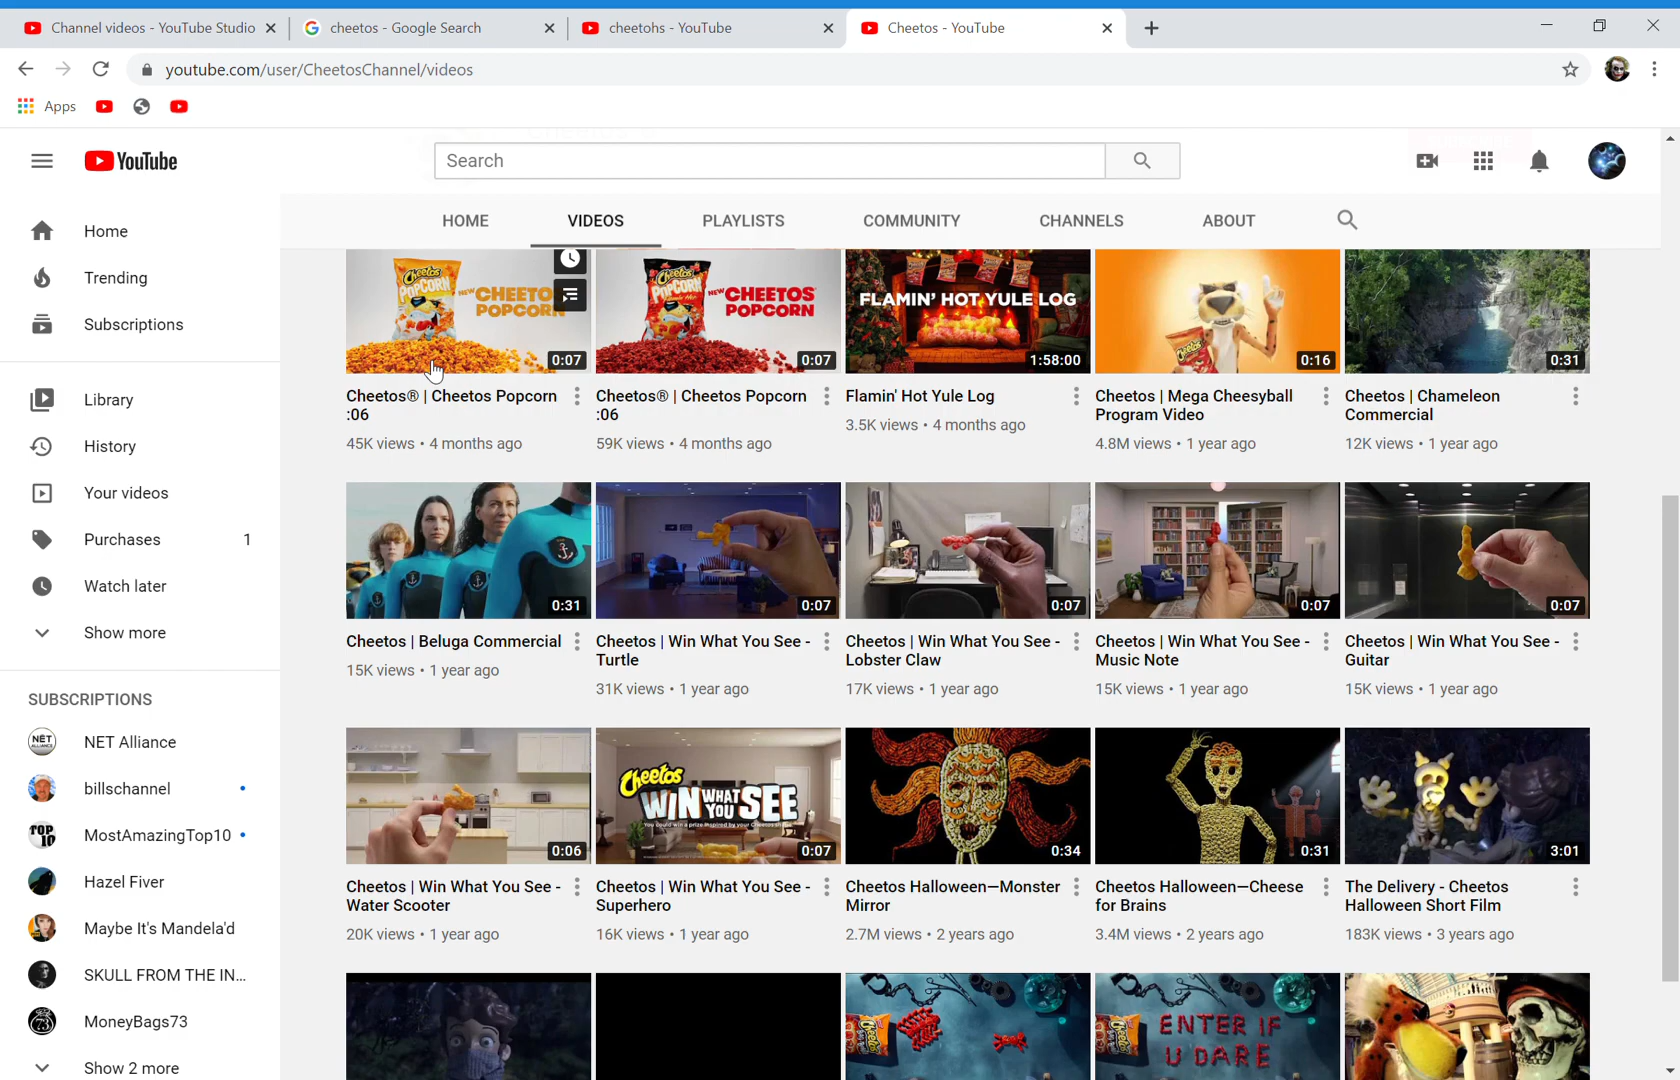 Channel videos - YouTube Studio
cheetos - Google Search
cheetohs - YouTube
Cheetos - YouTube
youtube.com/user/CheetosChannel/videos
Apps
YouTube
Search
HOME VIDEOS PLAYLISTS COMMUNITY CHANNELS ABOUT
Home
Trending
Subscriptions
Library
History
Your videos
Purchases 1
Watch later
Show more
SUBSCRIPTIONS
NET Alliance
billschannel
MostAmazingTop10
Hazel Fiver
Maybe It's Mandela'd
SKULL FROM THE IN...
MoneyBags73
Show 2 more
Cheetos
POPCORN
NEW CHEETO
POPCORN
0:07
Cheetos® | Cheetos Popcorn
:06
45K views • 4 months ago
Cheetos
POPCORN
NEW CHEETOS
POPCORN
0:07
Cheetos® | Cheetos Popcorn
:06
59K views • 4 months ago
FLAMIN' HOT YULE LOG
1:58:00
Flamin' Hot Yule Log
3.5K views • 4 months ago
Cheetos
0:16
Cheetos | Mega Cheesyball
Program Video
4.8M views • 1 year ago
0:31
Cheetos | Chameleon
Commercial
12K views • 1 year ago
0:31
Cheetos | Beluga Commercial
15K views • 1 year ago
0:07
Cheetos | Win What You See -
Turtle
31K views • 1 year ago
0:07
Cheetos | Win What You See -
Lobster Claw
17K views • 1 year ago
0:07
Cheetos | Win What You See -
Music Note
15K views • 1 year ago
0:07
Cheetos | Win What You See -
Guitar
15K views • 1 year ago
0:06
Cheetos | Win What You See -
Water Scooter
20K views • 1 year ago
Cheetos
WIN WHAT
YOU SEE
0:07
Cheetos | Win What You See -
Superhero
16K views • 1 year ago
0:34
Cheetos Halloween—Monster
Mirror
2.7M views • 2 years ago
0:31
Cheetos Halloween—Cheese
for Brains
3.4M views • 2 years ago
3:01
The Delivery - Cheetos
Halloween Short Film
183K views • 3 years ago
ENTER IF
U DARE